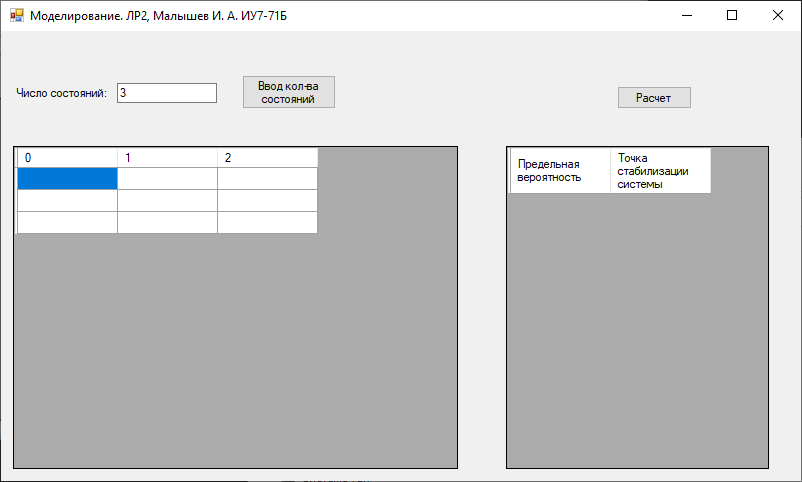 Моделирование. ЛР2, Малышев И. А. ИУ7-71Б
Число состояний:
3
Ввод кол-ва
состояний
Расчет
0 1 2
Предельная
вероятность
Точка
стабилизации
системы